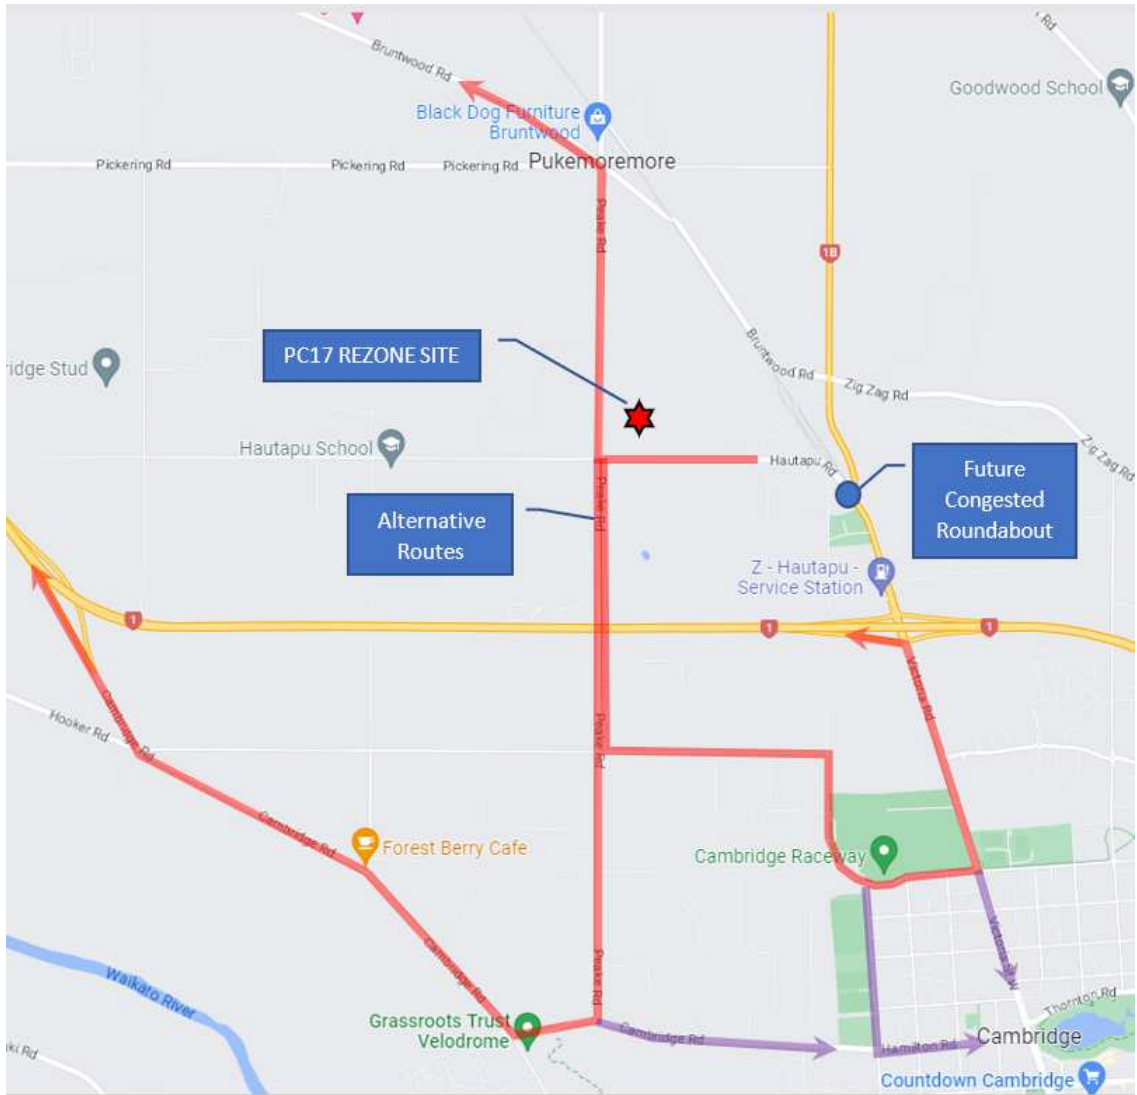 Bruntwood Rd
Rd
Goodwood School
Black Dog Furniture
Bruntwood
Pickering Rd
Pickering Rd
Pickering Rd
Pukemoremore
Peake Rd
1B
PC17 REZONE SITE
Bruntwood Rd
Zig Zag Rd
ridge Stud
Zig Zag Rd
Hautapu School
Hautapu Rd
Future
Congested
Roundabout
Alternative
Routes
Peake Rd
Z - Hautapu -
Service Station
1
1
1
Victoria Rd
Cambridge Rd
Hooker Rd
Peake Rd
Cambridge Rd
Forest Berry Cafe
Cambridge Raceway
Cambridge Rd
Victoria St W
Peake Rd
Waikato River
Thornton Rd
Grassroots Trust
Velodrome
Cambridge Rd
Hamilton Rd
Cambridge
aki Rd
Countdown Cambridge